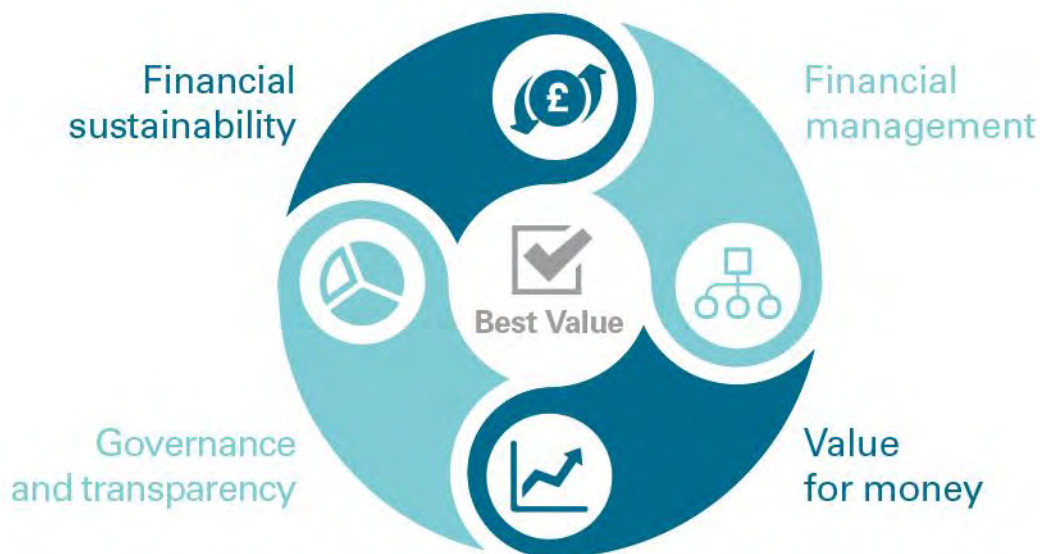 Financial
sustainability
£
Financial
management
Best Value
Governance
and transparency
Value
for money